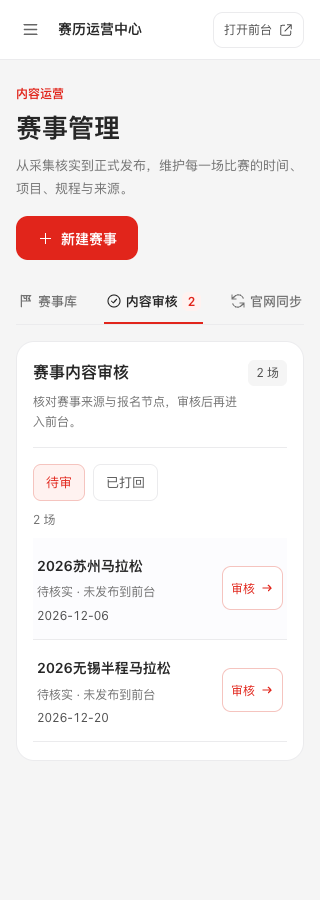 赛历运营中心
打开前台
内容运营
赛事管理
从采集核实到正式发布，维护每一场比赛的时间、
项目、规程与来源。
新建赛事
赛事库
内容审核 2
官网同步
赛事内容审核
2 场
核对赛事来源与报名节点，审核后再进
入前台。
待审
已打回
2 场
2026苏州马拉松
待核实 · 未发布到前台
2026-12-06
审核 →
2026无锡半程马拉松
待核实 · 未发布到前台
2026-12-20
审核 →